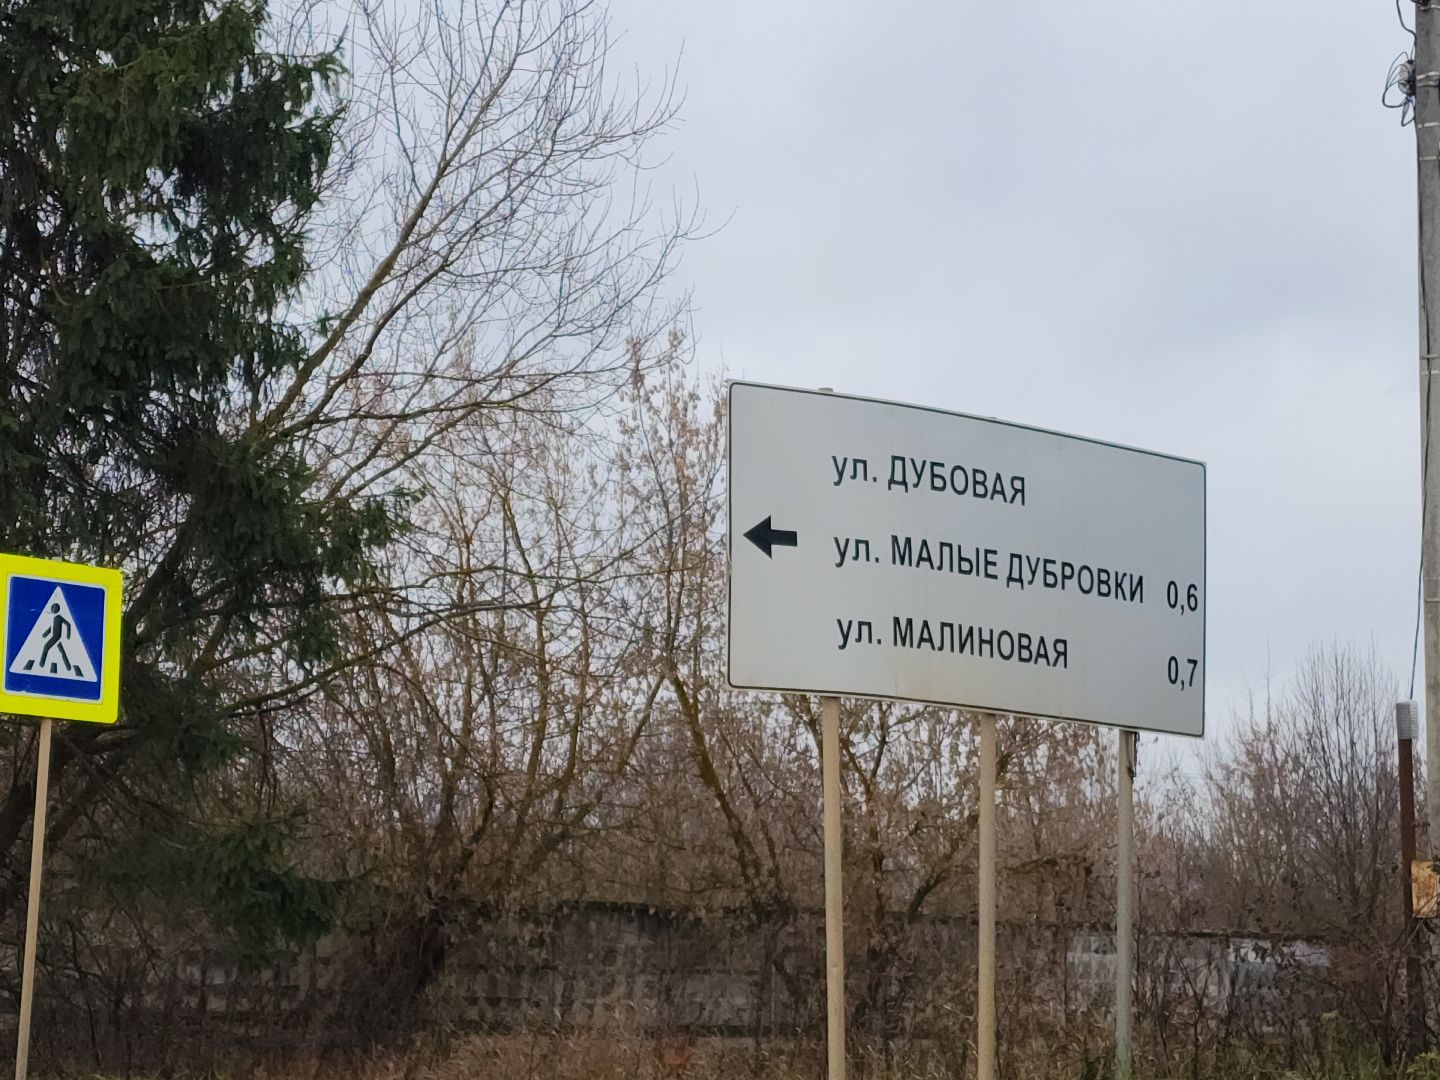 ул. ДУБОВАЯ
ул. МАЛЫЕ ДУБРОВКИ 0,6
ул. МАЛИНОВАЯ 0,7